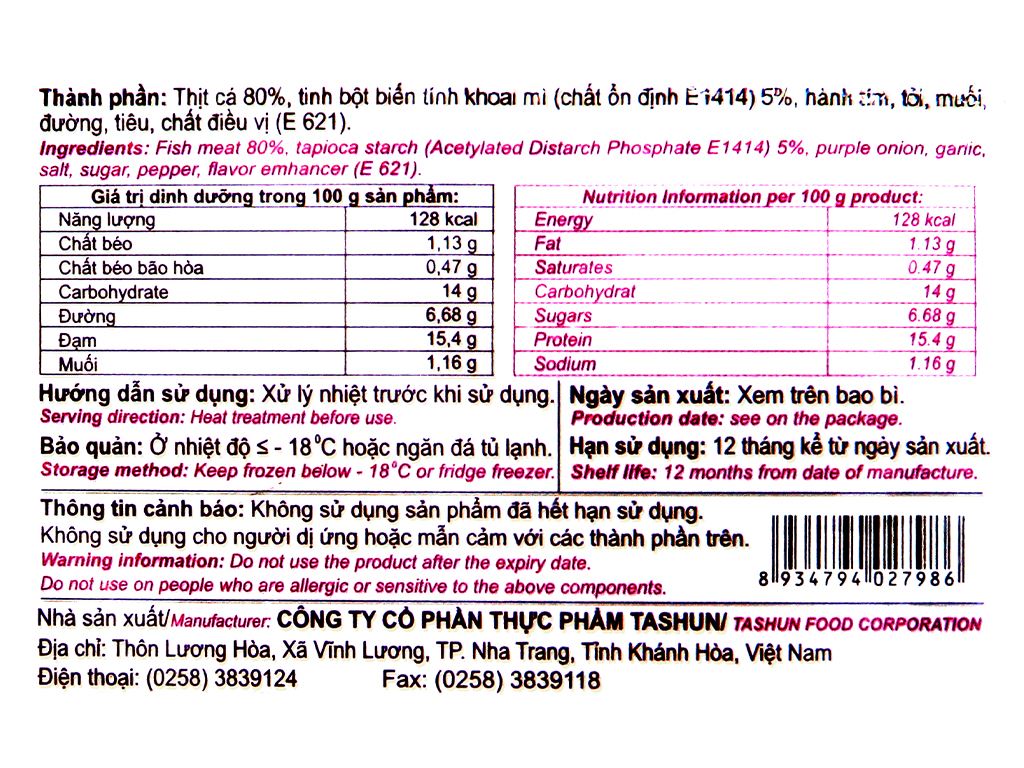 Thành phần: Thịt cá 80%, tinh bột biến tính khoai mì (chất ổn định E1414) 5%, hành tím, tỏi, muối,
đường, tiêu, chất điều vị (E 621).
Ingredients: Fish meat 80%, tapioca starch (Acetylated Distarch Phosphate E1414) 5%, purple onion, garlic,
salt, sugar, pepper, flavor emhancer (E 621).
Giá trị dinh dưỡng trong 100 g sản phẩm:
Năng lượng 128 kcal
Chất béo 1,13 g
Chất béo bão hòa 0,47 g
Carbohydrate 14 g
Đường 6,68 g
Đạm 15,4 g
Muối 1,16 g
Nutrition Information per 100 g product:
Energy 128 kcal
Fat 1.13 g
Saturates 0.47 g
Carbohydrat 14 g
Sugars 6.68 g
Protein 15.4 g
Sodium 1.16 g
Hướng dẫn sử dụng: Xử lý nhiệt trước khi sử dụng.
Serving direction: Heat treatment before use.
Bảo quản: Ở nhiệt độ ≤ - 18⁰C hoặc ngăn đá tủ lạnh.
Storage method: Keep frozen below - 18⁰C or fridge freezer.
Ngày sản xuất: Xem trên bao bì.
Production date: see on the package.
Hạn sử dụng: 12 tháng kể từ ngày sản xuất.
Shelf life: 12 months from date of manufacture.
Thông tin cảnh báo: Không sử dụng sản phẩm đã hết hạn sử dụng.
Không sử dụng cho người dị ứng hoặc mẫn cảm với các thành phần trên.
Warning information: Do not use the product after the expiry date.
Do not use on people who are allergic or sensitive to the above components.
8 934794 027986
Nhà sản xuất/Manufacturer: CÔNG TY CỔ PHẦN THỰC PHẨM TASHUN/ TASHUN FOOD CORPORATION
Địa chỉ: Thôn Lương Hòa, Xã Vĩnh Lương, TP. Nha Trang, Tỉnh Khánh Hòa, Việt Nam
Điện thoại: (0258) 3839124 Fax: (0258) 3839118